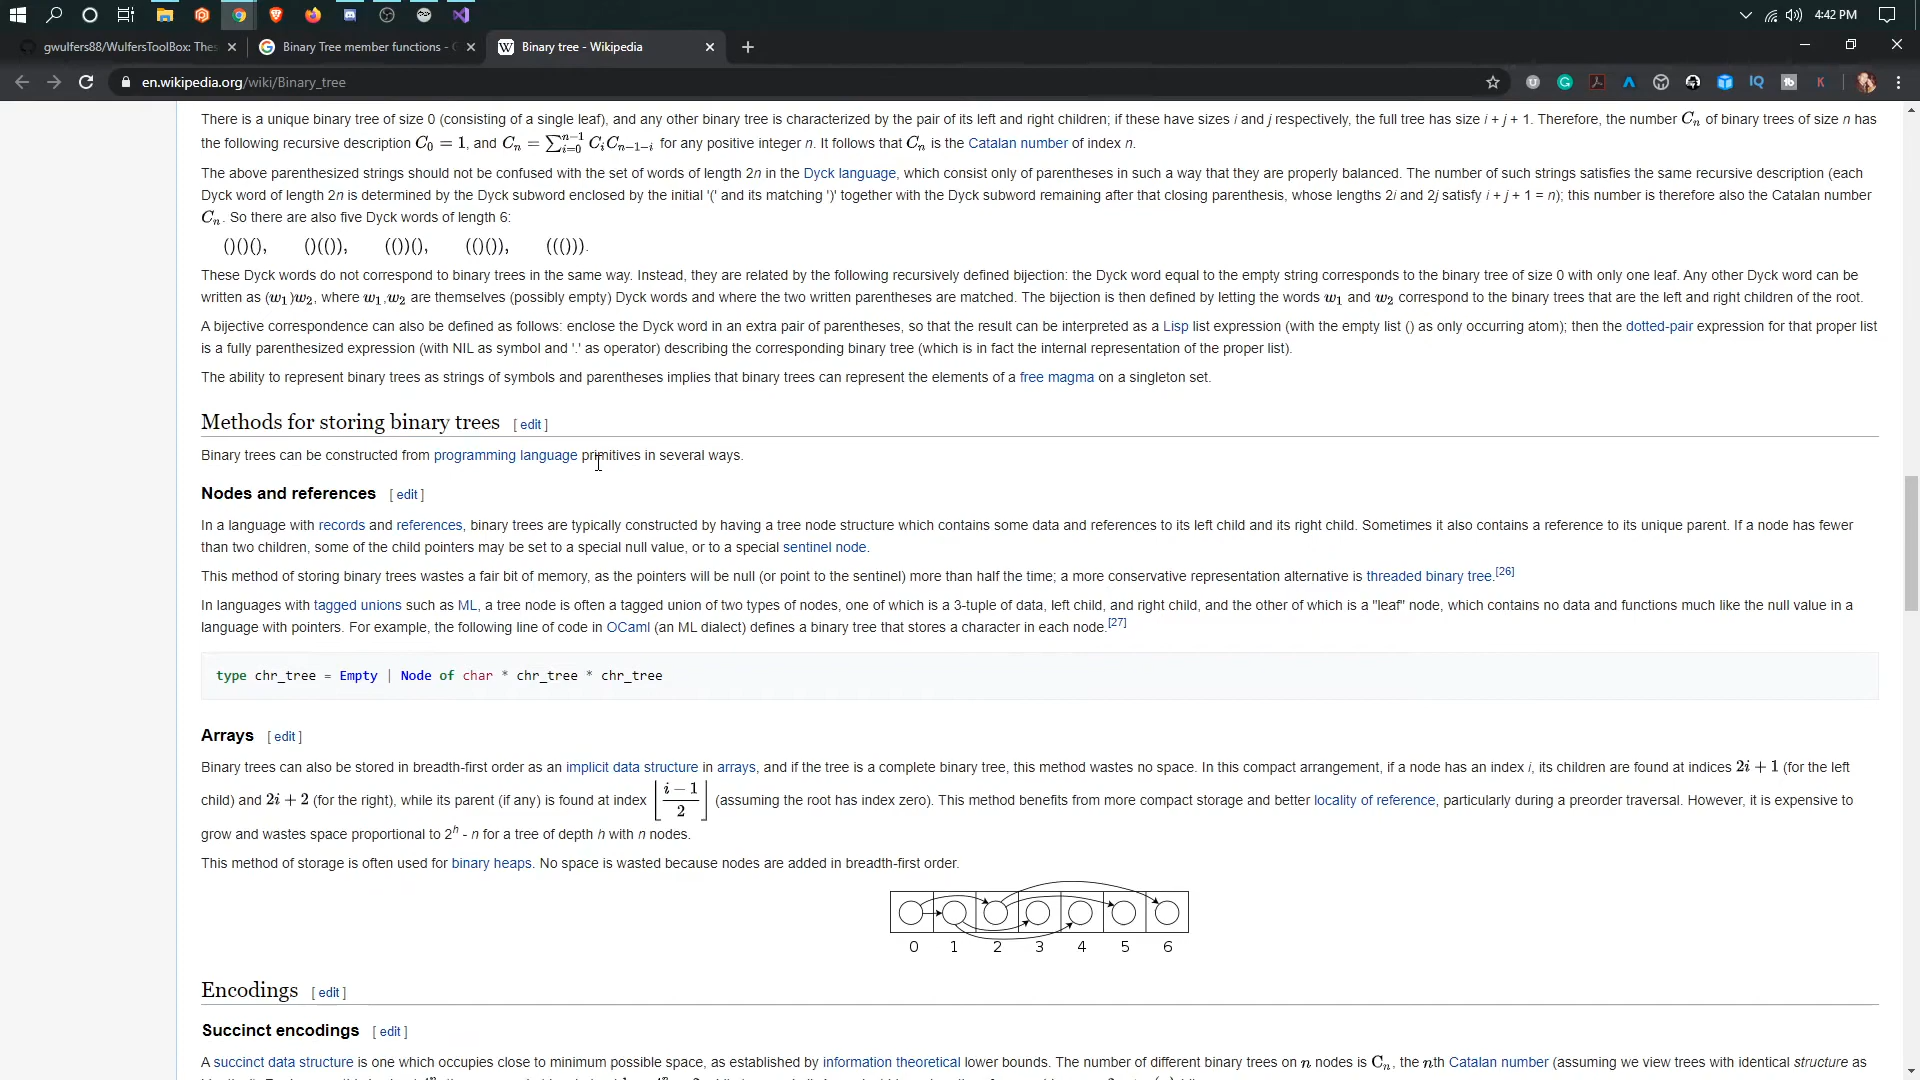 4:42 PM
gwulfers88/WulfersToolBox: Thes
Binary Tree member functions -
Binary tree - Wikipedia
en.wikipedia.org/wiki/Binary_tree
There is a unique binary tree of size 0 (consisting of a single leaf), and any other binary tree is characterized by the pair of its left and right children; if these have sizes i and j respectively, the full tree has size i + j + 1. Therefore, the number Cₙ of binary trees of size n has
the following recursive description C₀ = 1, and Cₙ = ∑ᵢ₌₀ⁿ⁻¹ CᵢCₙ₋₁₋ᵢ for any positive integer n. It follows that Cₙ is the Catalan number of index n.
The above parenthesized strings should not be confused with the set of words of length 2n in the Dyck language, which consist only of parentheses in such a way that they are properly balanced. The number of such strings satisfies the same recursive description (each
Dyck word of length 2n is determined by the Dyck subword enclosed by the initial '(' and its matching ')' together with the Dyck subword remaining after that closing parenthesis, whose lengths 2i and 2j satisfy i + j + 1 = n); this number is therefore also the Catalan number
Cₙ. So there are also five Dyck words of length 6:
()()(), ()(()), (())(), (()()), ((())).
These Dyck words do not correspond to binary trees in the same way. Instead, they are related by the following recursively defined bijection: the Dyck word equal to the empty string corresponds to the binary tree of size 0 with only one leaf. Any other Dyck word can be
written as (w₁)w₂, where w₁,w₂ are themselves (possibly empty) Dyck words and where the two written parentheses are matched. The bijection is then defined by letting the words w₁ and w₂ correspond to the binary trees that are the left and right children of the root.
A bijective correspondence can also be defined as follows: enclose the Dyck word in an extra pair of parentheses, so that the result can be interpreted as a Lisp list expression (with the empty list () as only occurring atom); then the dotted-pair expression for that proper list
is a fully parenthesized expression (with NIL as symbol and '.' as operator) describing the corresponding binary tree (which is in fact the internal representation of the proper list).
The ability to represent binary trees as strings of symbols and parentheses implies that binary trees can represent the elements of a free magma on a singleton set.
Methods for storing binary trees [ edit ]
Binary trees can be constructed from programming language primitives in several ways.
Nodes and references [ edit ]
In a language with records and references, binary trees are typically constructed by having a tree node structure which contains some data and references to its left child and its right child. Sometimes it also contains a reference to its unique parent. If a node has fewer
than two children, some of the child pointers may be set to a special null value, or to a special sentinel node.
This method of storing binary trees wastes a fair bit of memory, as the pointers will be null (or point to the sentinel) more than half the time; a more conservative representation alternative is threaded binary tree.[26]
In languages with tagged unions such as ML, a tree node is often a tagged union of two types of nodes, one of which is a 3-tuple of data, left child, and right child, and the other of which is a "leaf" node, which contains no data and functions much like the null value in a
language with pointers. For example, the following line of code in OCaml (an ML dialect) defines a binary tree that stores a character in each node.[27]
type chr_tree = Empty | Node of char * chr_tree * chr_tree
Arrays [ edit ]
Binary trees can also be stored in breadth-first order as an implicit data structure in arrays, and if the tree is a complete binary tree, this method wastes no space. In this compact arrangement, if a node has an index i, its children are found at indices 2i + 1 (for the left
child) and 2i + 2 (for the right), while its parent (if any) is found at index ⌊(i − 1)/2⌋ (assuming the root has index zero). This method benefits from more compact storage and better locality of reference, particularly during a preorder traversal. However, it is expensive to
grow and wastes space proportional to 2ʰ - n for a tree of depth h with n nodes.
This method of storage is often used for binary heaps. No space is wasted because nodes are added in breadth-first order.
0 1 2 3 4 5 6
Encodings [ edit ]
Succinct encodings [ edit ]
A succinct data structure is one which occupies close to minimum possible space, as established by information theoretical lower bounds. The number of different binary trees on n nodes is Cₙ, the nth Catalan number (assuming we view trees with identical structure as